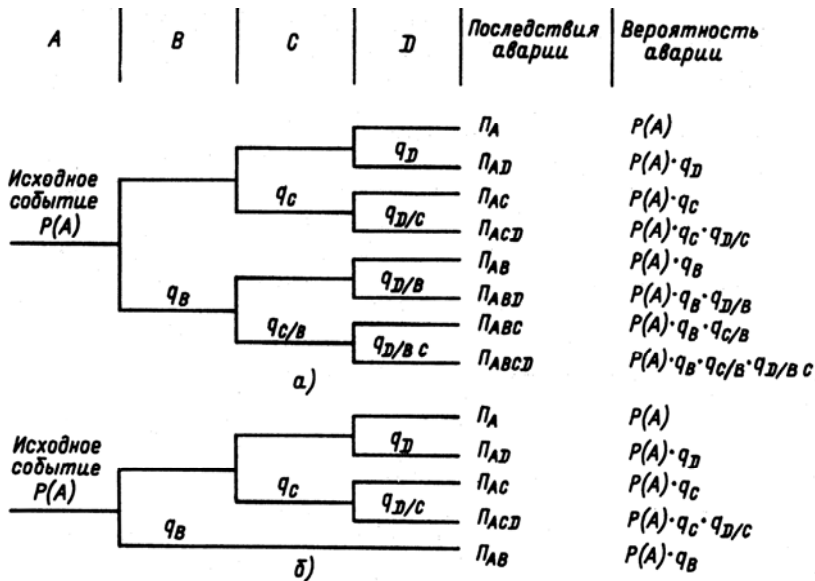 A B C D Последствия аварии Вероятность аварии
Исходное событие P(A)
q_B
q_C
q_C/B
q_D
q_D/C
q_D/B
q_D/B C
П_A P(A)
П_AD P(A)·q_D
П_AC P(A)·q_C
П_ACD P(A)·q_C·q_D/C
П_AB P(A)·q_B
П_ABD P(A)·q_B·q_D/B
П_ABC P(A)·q_B·q_C/B
П_ABCD P(A)·q_B·q_C/B·q_D/B C
а)
Исходное событие P(A)
q_B
q_C
q_D
q_D/C
П_A P(A)
П_AD P(A)·q_D
П_AC P(A)·q_C
П_ACD P(A)·q_C·q_D/C
П_AB P(A)·q_B
б)